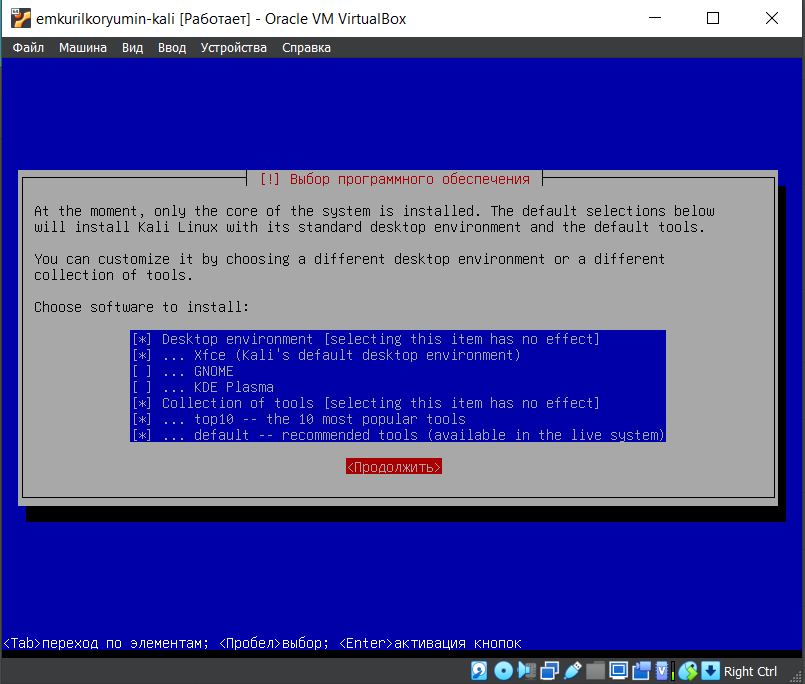 emkurilkoryumin-kali [Работает] - Oracle VM VirtualBox
Файл Машина Вид Ввод Устройства Справка
[!] Выбор программного обеспечения
At the moment, only the core of the system is installed. The default selections below
will install Kali Linux with its standard desktop environment and the default tools.
You can customize it by choosing a different desktop environment or a different
collection of tools.
Choose software to install:
[*] Desktop environment [selecting this item has no effect]
[*] ... Xfce (Kali's default desktop environment)
[ ] ... GNOME
[ ] ... KDE Plasma
[*] Collection of tools [selecting this item has no effect]
[*] ... top10 -- the 10 most popular tools
[*] ... default -- recommended tools (available in the live system)
<Продолжить>
<Tab>переход по элементам; <Пробел>выбор; <Enter>активация кнопок
Right Ctrl